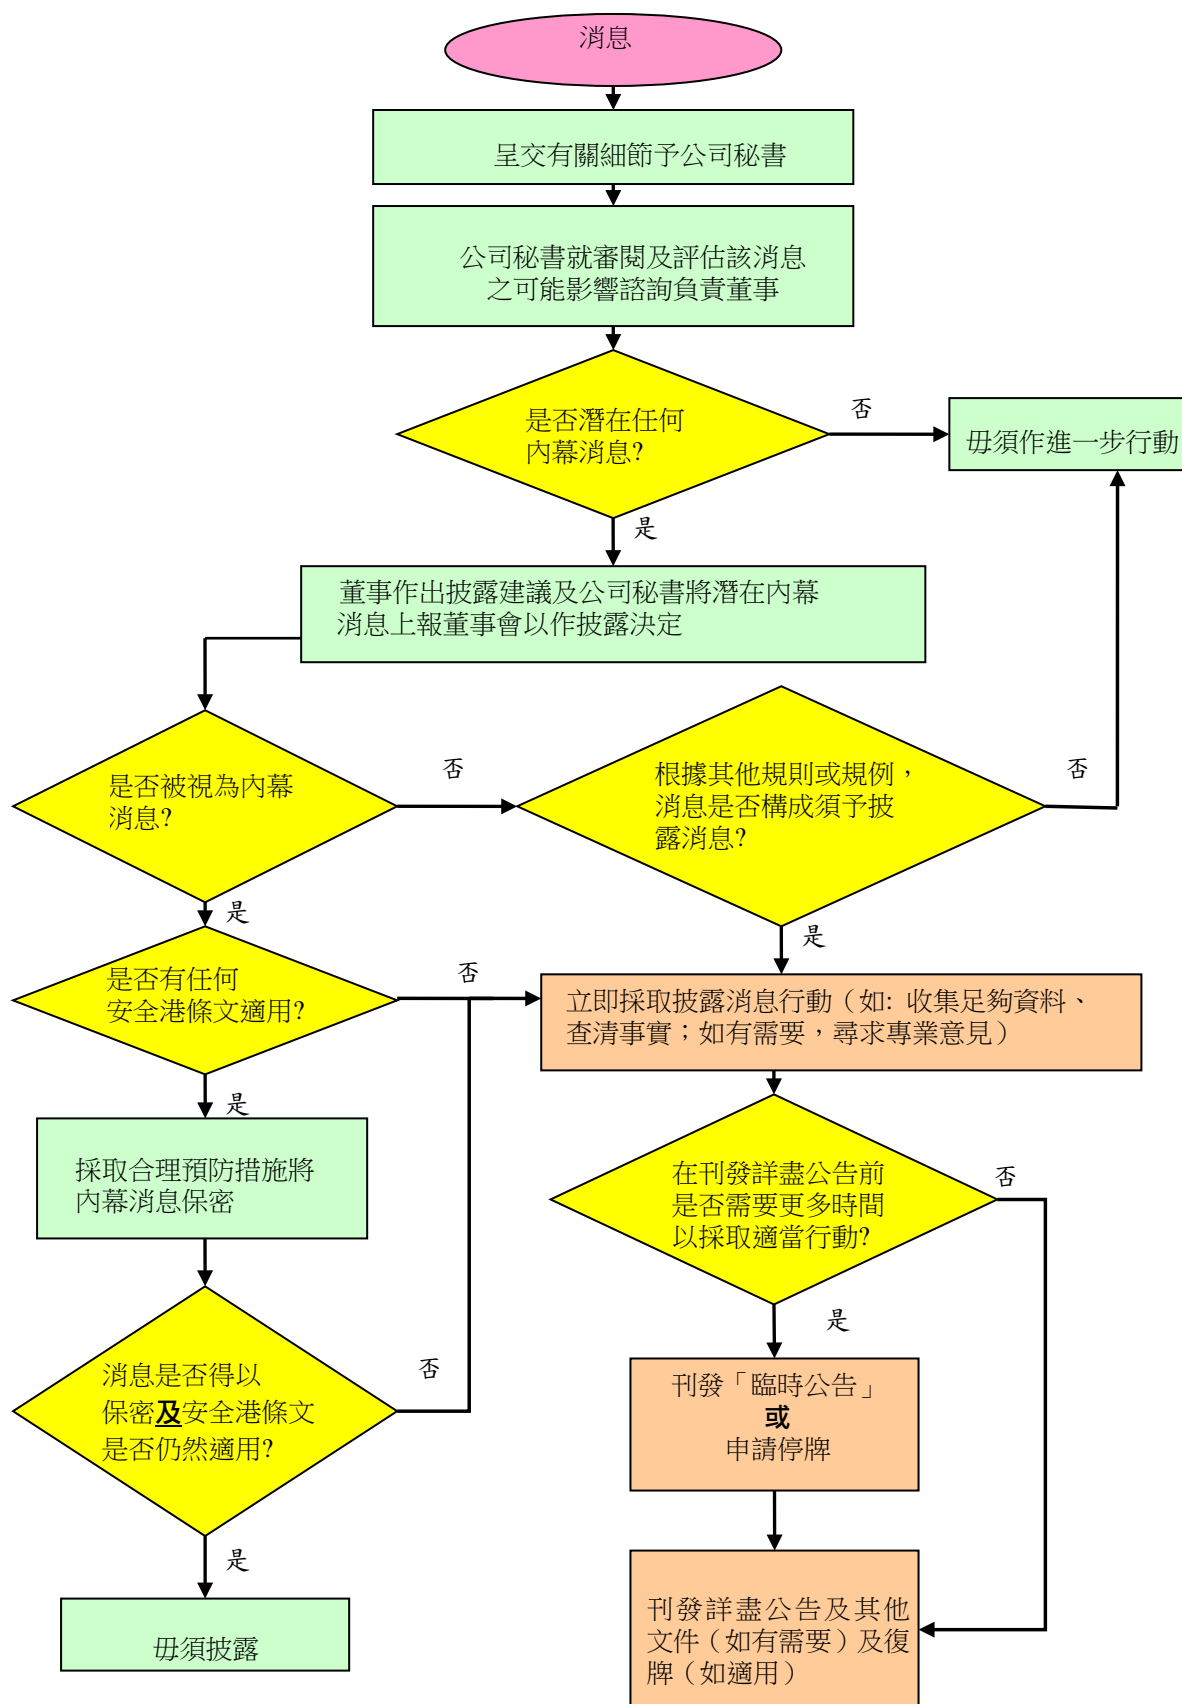 消息
呈交有關細節予公司秘書
公司秘書就審閱及評估該消息
之可能影響諮詢負責董事
是否潛在任何
內幕消息?
否
毋須作進一步行動
是
董事作出披露建議及公司秘書將潛在內幕
消息上報董事會以作披露決定
是否被視為內幕
消息?
否
根據其他規則或規例，
消息是否構成須予披
露消息?
否
是
是
是否有任何
安全港條文適用?
否
立即採取披露消息行動（如: 收集足夠資料、
查清事實；如有需要，尋求專業意見）
是
採取合理預防措施將
內幕消息保密
在刊發詳盡公告前
是否需要更多時間
以採取適當行動?
否
是
消息是否得以
保密及安全港條文
是否仍然適用?
否
刊發「臨時公告」
或
申請停牌
是
毋須披露
刊發詳盡公告及其他
文件（如有需要）及復
牌（如適用）